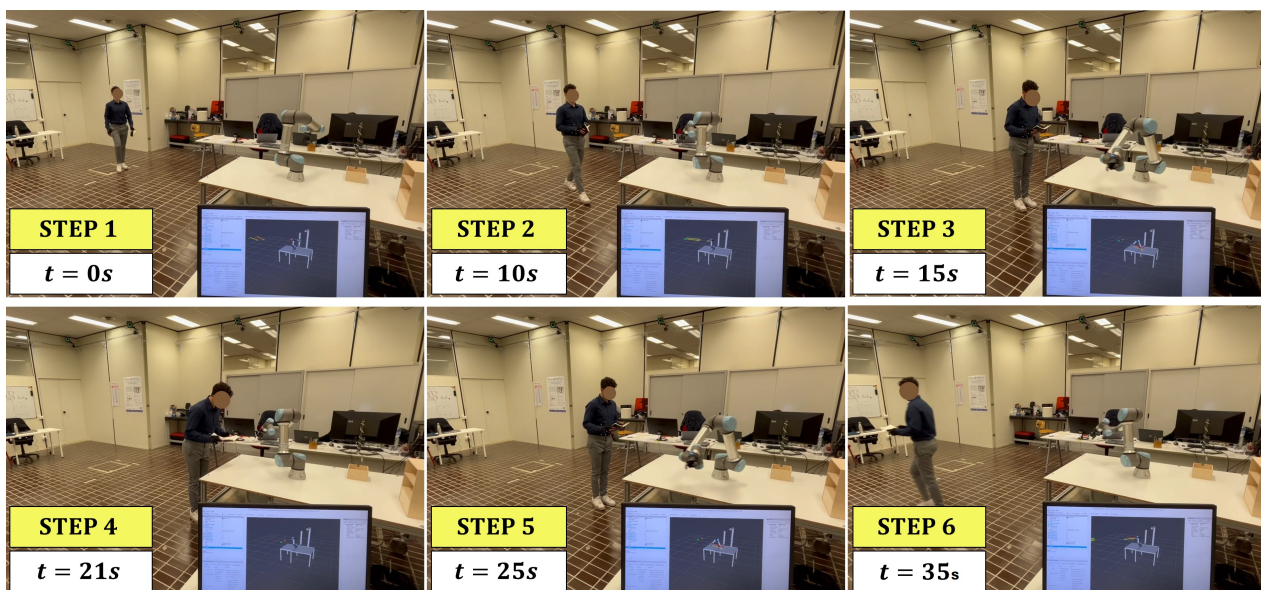 STEP 1
t = 0s
STEP 2
t = 10s
STEP 3
t = 15s
STEP 4
t = 21s
STEP 5
t = 25s
STEP 6
t = 35s